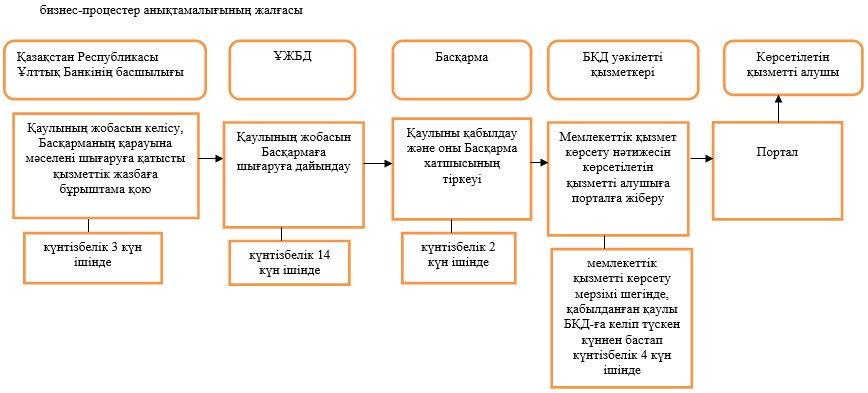 бизнес-процестер анықтамалығының жалғасы
Қазақстан Республикасы
Ұлттық Банкінің басшылығы
ҰЖБД
Басқарма
БҚД уәкілетті
қызметкері
Көрсетілетін
қызметті алушы
Қаулының жобасын келісу,
Басқарманың қарауына
мәселені шығаруға қатысты
қызметтік жазбаға
бұрыштама қою
Қаулының жобасын
Басқармаға
шығаруға дайындау
Қаулыны қабылдау
және оны Басқарма
хатшысының
тіркеуі
Мемлекеттік қызмет
көрсету нәтижесін
көрсетілетін
қызметті алушыға
порталға жіберу
Портал
күнтізбелік 3 күн
ішінде
күнтізбелік 14
күн ішінде
күнтізбелік 2
күн ішінде
мемлекеттік
қызметті көрсету
мерзімі шегінде,
қабылданған қаулы
БҚД-ға келіп түскен
күннен бастап
күнтізбелік 4 күн
ішінде